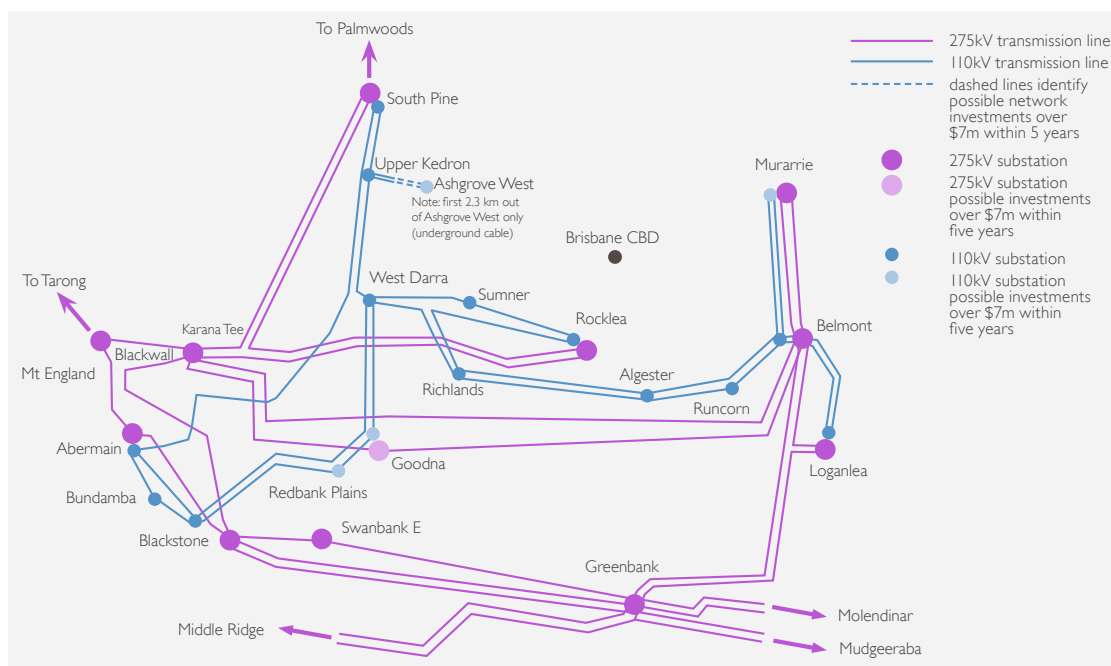 To Palmwoods
South Pine
Upper Kedron
Ashgrove West
Note: first 2.3 km out
of Ashgrove West only
(underground cable)
275kV transmission line
110kV transmission line
dashed lines identify
possible network
investments over
$7m within 5 years
275kV substation
275kV substation
possible investments
over $7m within
five years
110kV substation
110kV substation
possible investments
over $7m within
five years
Murarrie
Brisbane CBD
To Tarong
West Darra
Sumner
Rocklea
Belmont
Karana Tee
Blackwall
Mt England
Richlands
Algester
Runcorn
Abermain
Goodna
Loganlea
Bundamba
Redbank Plains
Blackstone
Swanbank E
Greenbank
Molendinar
Middle Ridge
Mudgeeraba